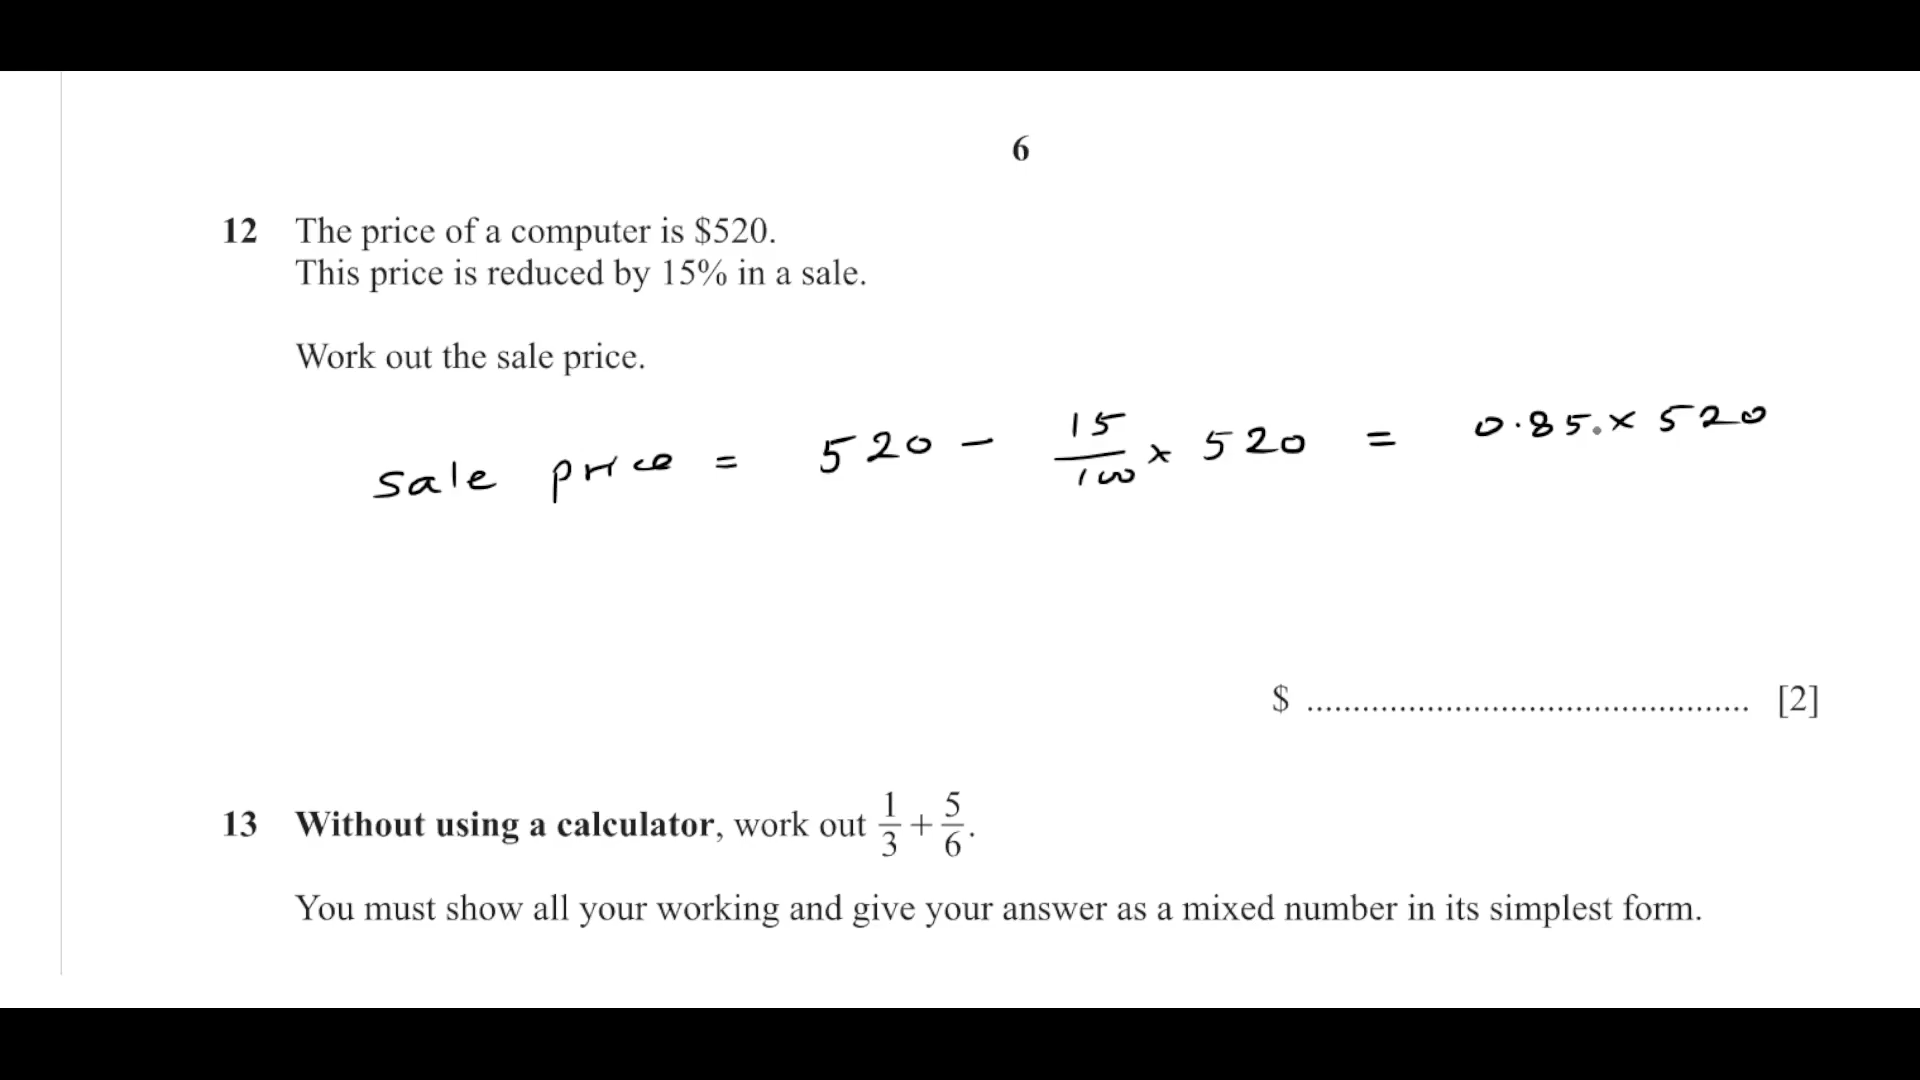 6
12 The price of a computer is $520.
This price is reduced by 15% in a sale.
Work out the sale price.
sale price = 520 - 15/100 × 520 = 0.85 × 520
$ ................................................ [2]
13 Without using a calculator, work out 1/3 + 5/6.
You must show all your working and give your answer as a mixed number in its simplest form.